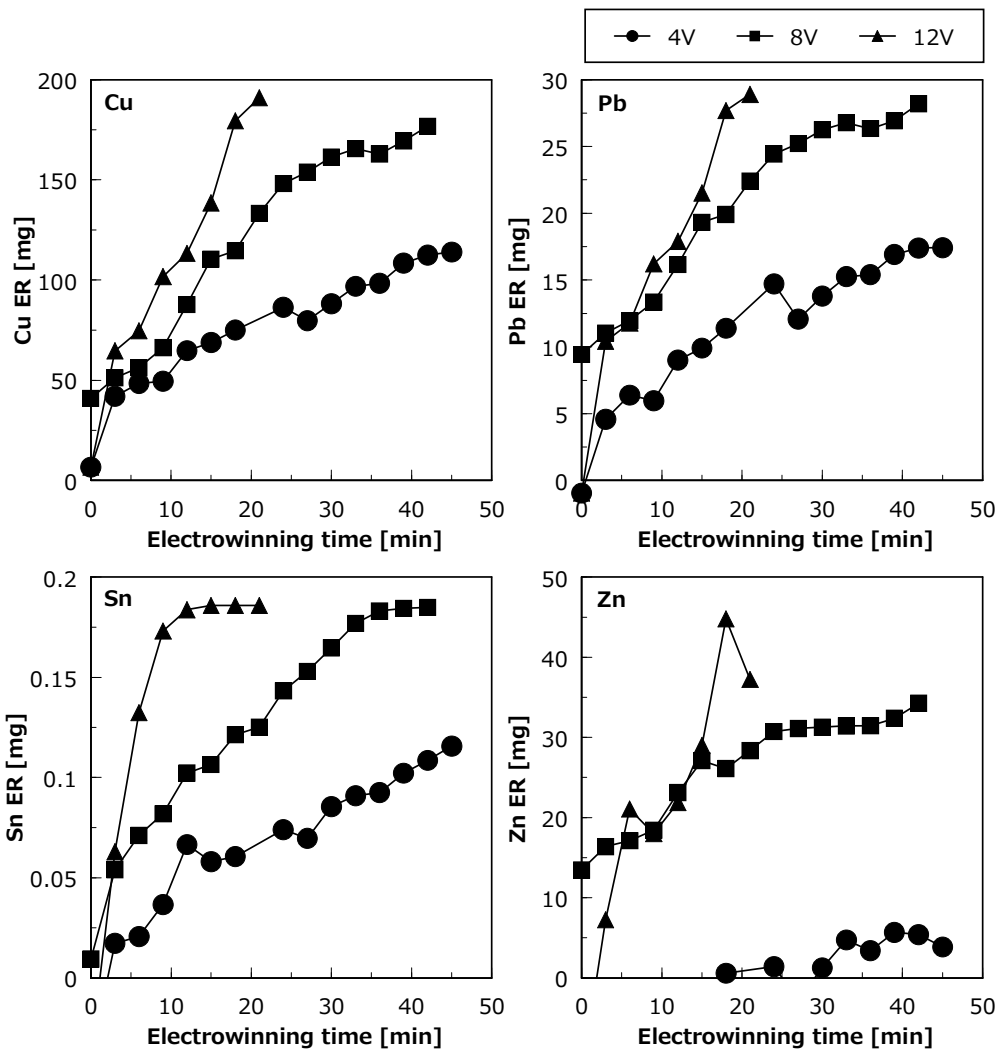 4V 8V 12V
Cu
200
150
100
50
0
Cu ER [mg]
0 10 20 30 40 50
Electrowinning time [min]
Pb
30
25
20
15
10
5
0
Pb ER [mg]
0 10 20 30 40 50
Electrowinning time [min]
Sn
0.2
0.15
0.1
0.05
0
Sn ER [mg]
0 10 20 30 40 50
Electrowinning time [min]
Zn
50
40
30
20
10
0
Zn ER [mg]
0 10 20 30 40 50
Electrowinning time [min]